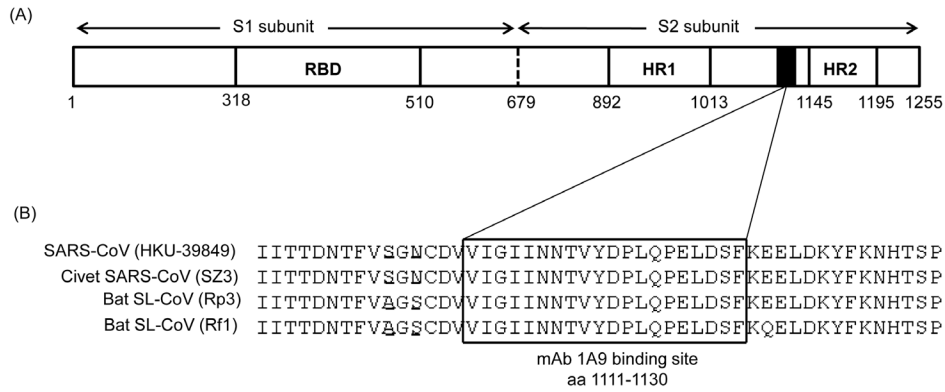 (A)
S1 subunit S2 subunit
RBD HR1 HR2
1 318 510 679 892 1013 1145 1195 1255
(B)
SARS-CoV (HKU-39849) IITTDNTFVSGNCDVVIGIINNTVYDPLQPELDSFKEELDKYFKNHTSP
Civet SARS-CoV (SZ3) IITTDNTFVSGNCDVVIGIINNTVYDPLQPELDSFKEELDKYFKNHTSP
Bat SL-CoV (Rp3) IITTDNTFVAGSCDVVIGIINNTVYDPLQPELDSFKEELDKYFKNHTSP
Bat SL-CoV (Rf1) IITTDNTFVAGSCDVVIGIINNTVYDPLQPELDSFKQELDKYFKNHTSP
mAb 1A9 binding site
aa 1111-1130